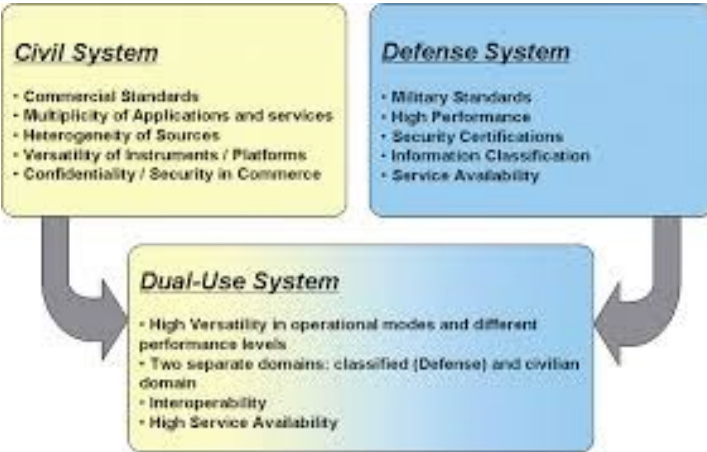 Civil System
• Commercial Standards
• Multiplicity of Applications and services
• Heterogeneity of Sources
• Versatility of Instruments / Platforms
• Confidentiality / Security in Commerce
Defense System
• Military Standards
• High Performance
• Security Certifications
• Information Classification
• Service Availability
Dual-Use System
• High Versatility in operational modes and different
performance levels
• Two separate domains: classified (Defense) and civilian
domain
• Interoperability
• High Service Availability